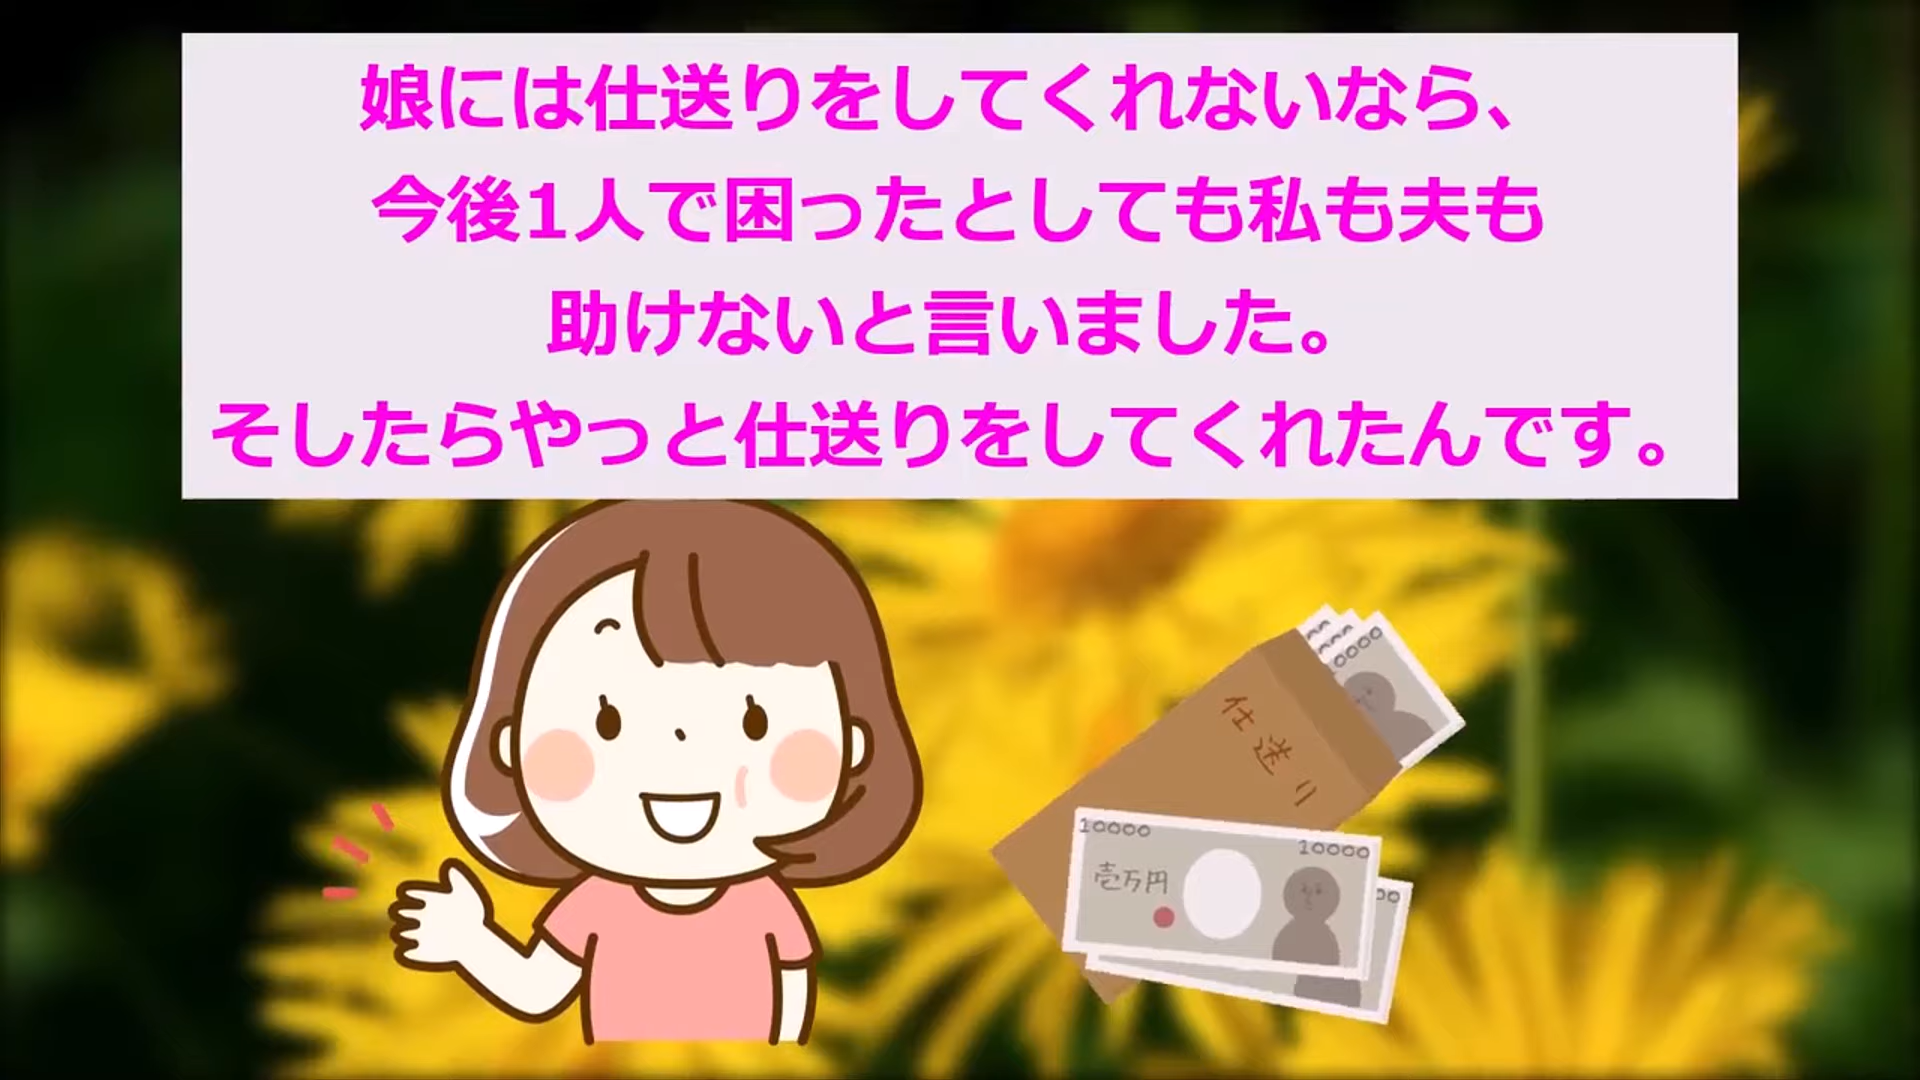 娘には仕送りをしてくれないなら、
今後1人で困ったとしても私も夫も
助けないと言いました。
そしたらやっと仕送りをしてくれたんです。
0000
仕送り
10000
10000
壱万円
00